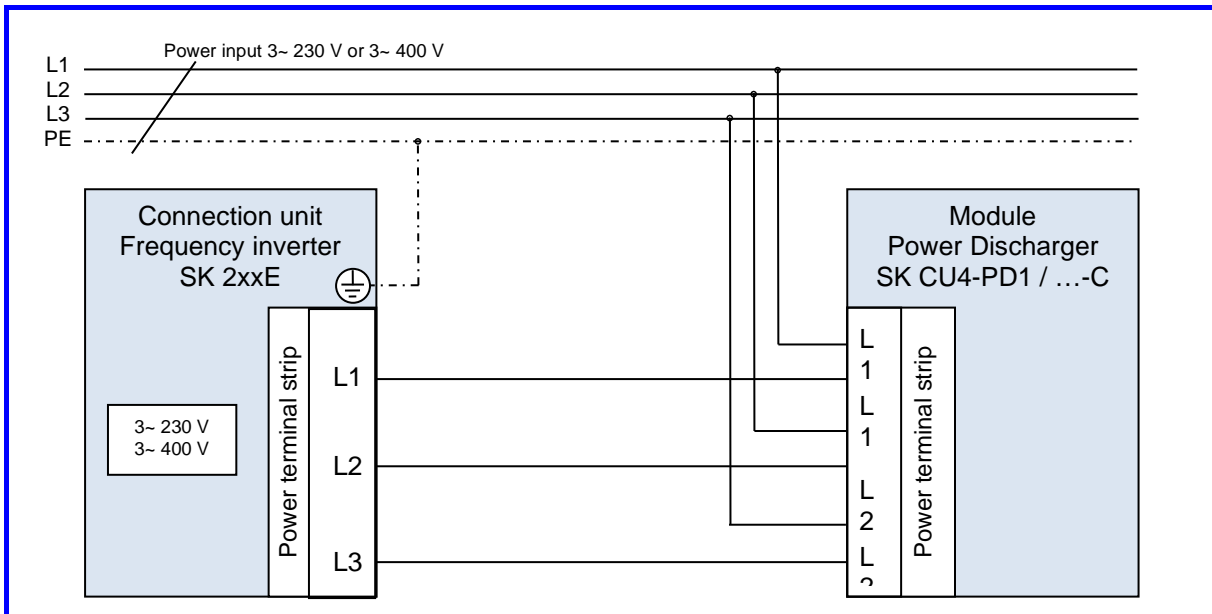 Power input 3~ 230 V or 3~ 400 V
L1
L2
L3
PE
Connection unit
Frequency inverter
SK 2xxE
Power terminal strip
L1
L2
L3
3~ 230 V
3~ 400 V
Module
Power Discharger
SK CU4-PD1 / …-C
L
1
L
1
L
2
L
Power terminal strip